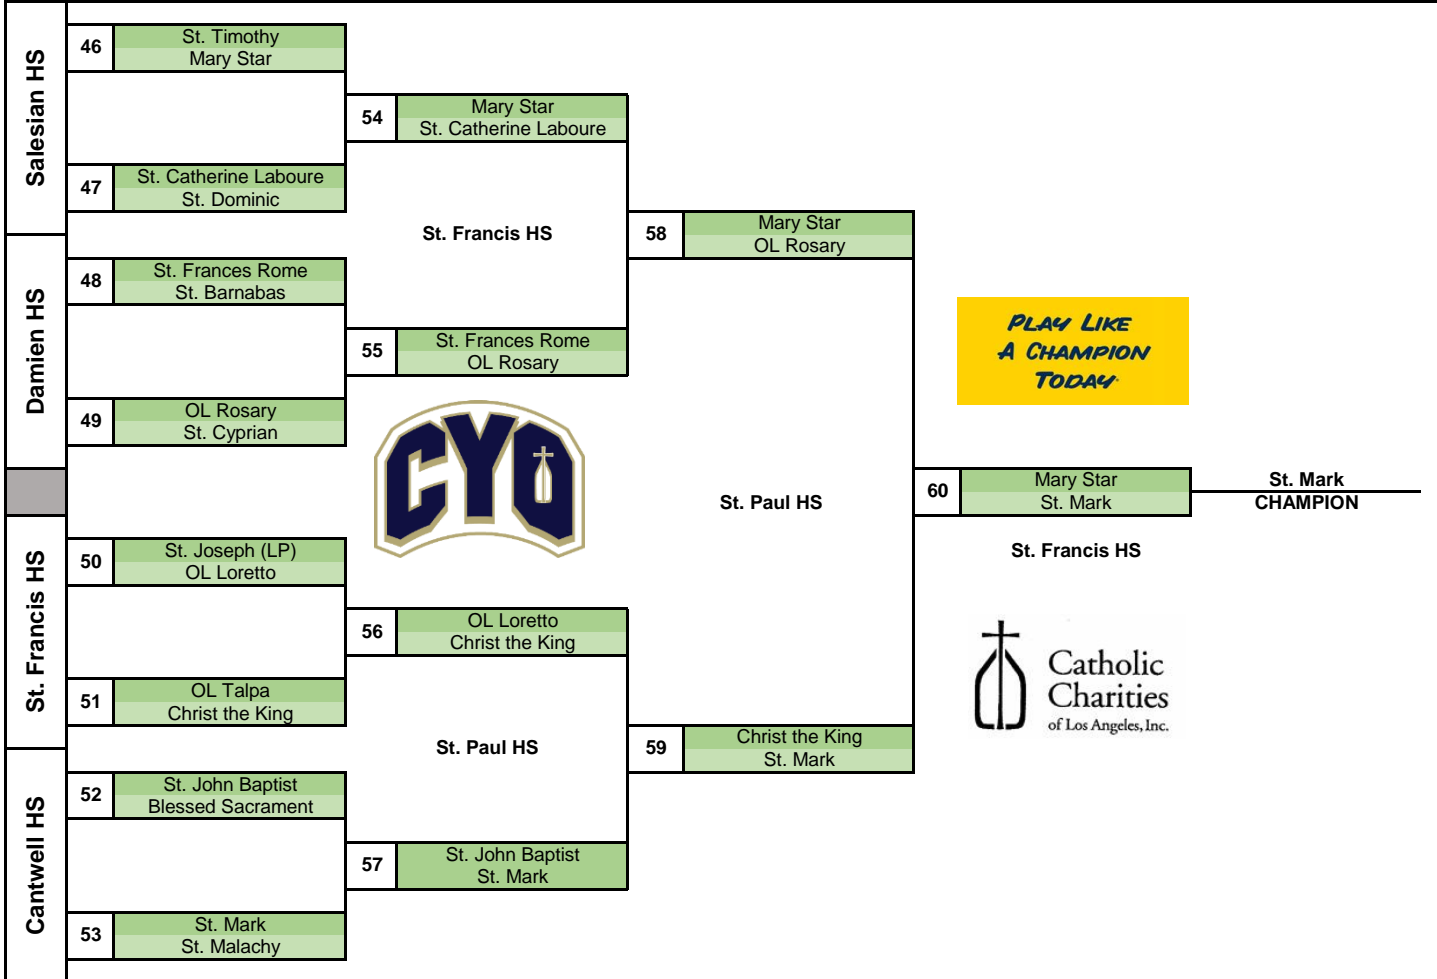 Salesian HS
46
St. Timothy
Mary Star
54
Mary Star
St. Catherine Laboure
47
St. Catherine Laboure
St. Dominic
St. Francis HS
58
Mary Star
OL Rosary
Damien HS
48
St. Frances Rome
St. Barnabas
55
St. Frances Rome
OL Rosary
49
OL Rosary
St. Cyprian
PLAY LIKE
A CHAMPION
TODAY
CYO
St. Paul HS
60
Mary Star
St. Mark
St. Mark
CHAMPION
St. Francis HS
St. Francis HS
50
St. Joseph (LP)
OL Loretto
56
OL Loretto
Christ the King
51
OL Talpa
Christ the King
St. Paul HS
59
Christ the King
St. Mark
Catholic
Charities
of Los Angeles, Inc.
Cantwell HS
52
St. John Baptist
Blessed Sacrament
57
St. John Baptist
St. Mark
53
St. Mark
St. Malachy